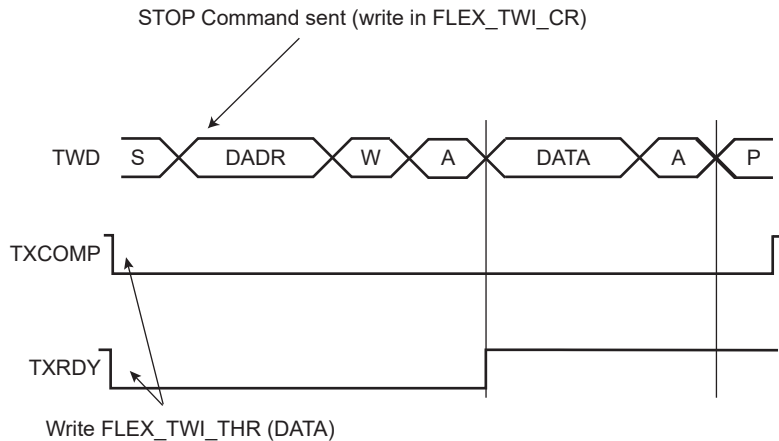 STOP Command sent (write in FLEX_TWI_CR)
TWD S DADR W A DATA A P
TXCOMP
TXRDY
Write FLEX_TWI_THR (DATA)